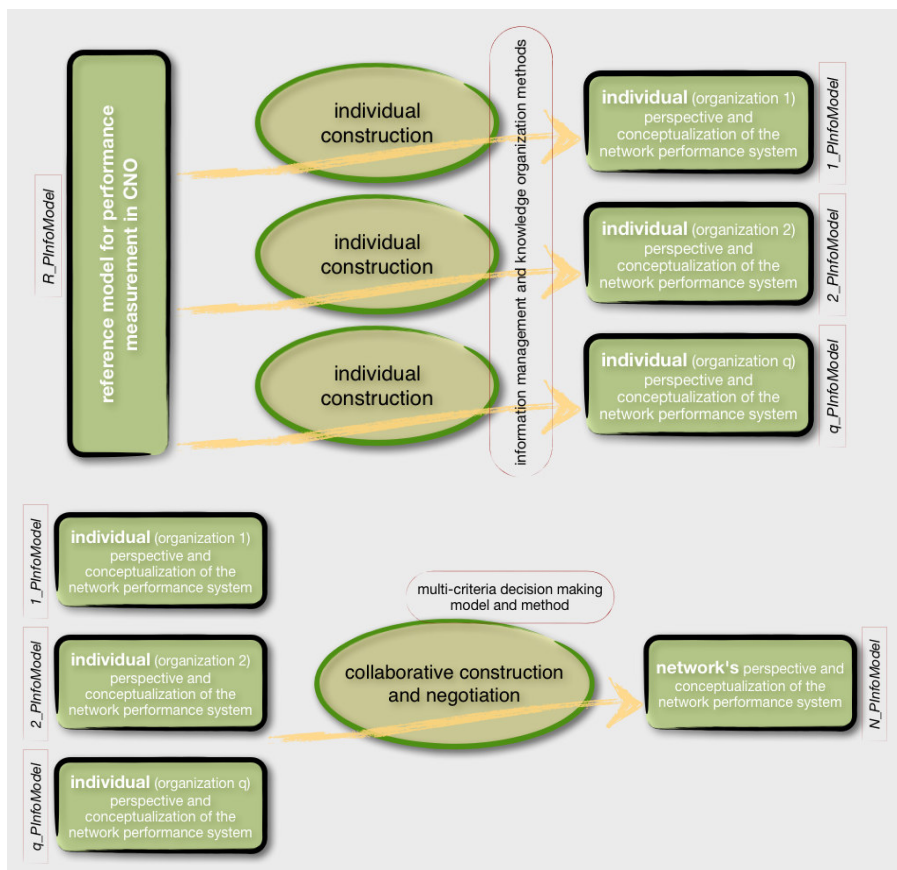 R_PInfoModel
reference model for performance
measurement in CNO
individual
construction
individual
construction
individual
construction
information management and knowledge organization methods
individual (organization 1)
perspective and
conceptualization of the
network performance system
1_PInfoModel
individual (organization 2)
perspective and
conceptualization of the
network performance system
2_PInfoModel
individual (organization q)
perspective and
conceptualization of the
network performance system
q_PInfoModel
1_PInfoModel
individual (organization 1)
perspective and
conceptualization of the
network performance system
2_PInfoModel
individual (organization 2)
perspective and
conceptualization of the
network performance system
q_PInfoModel
individual (organization q)
perspective and
conceptualization of the
network performance system
multi-criteria decision making
model and method
collaborative construction
and negotiation
network's perspective and
conceptualization of the
network performance system
N_PInfoModel